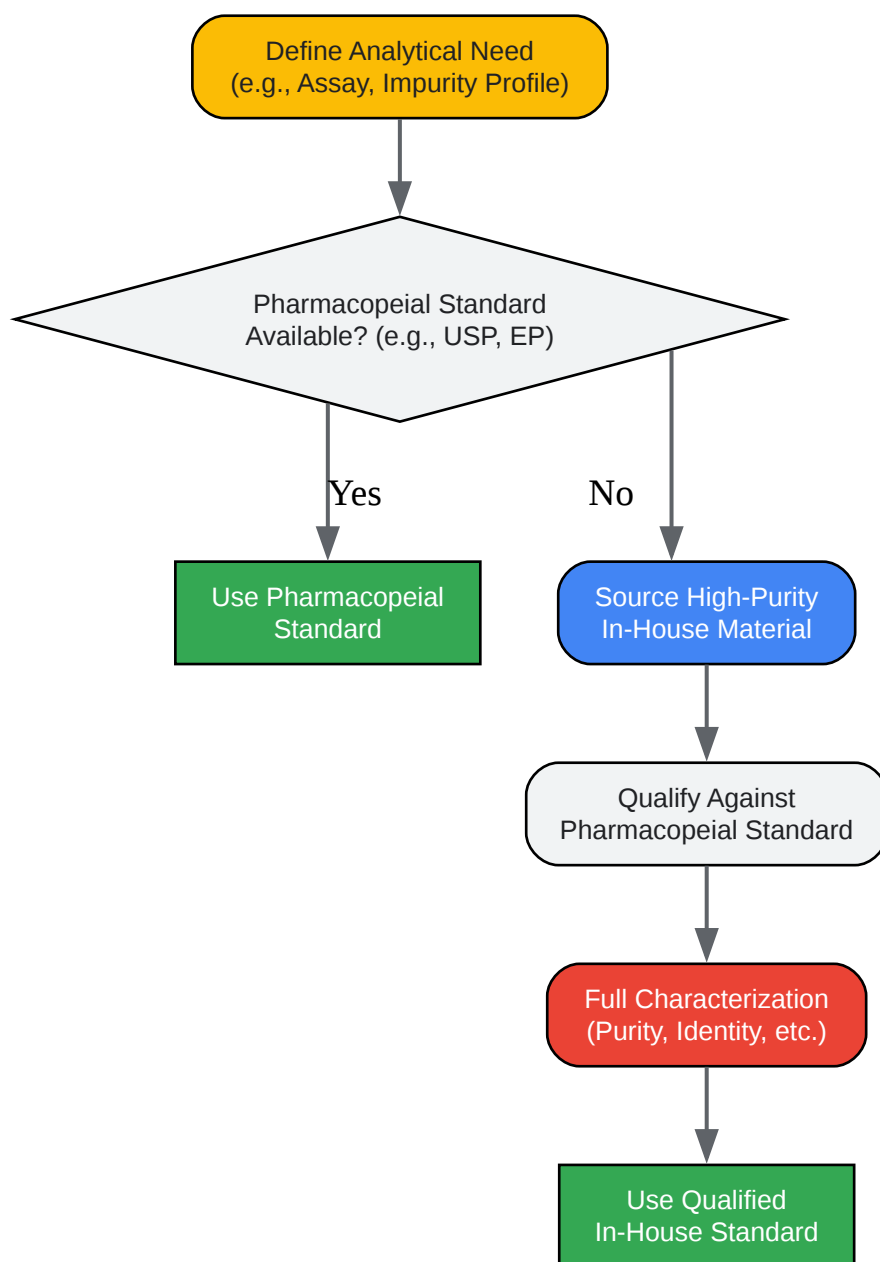 Define Analytical Need
(e.g., Assay, Impurity Profile)
Pharmacopeial Standard
Available? (e.g., USP, EP)
Yes
No
Use Pharmacopeial
Standard
Source High-Purity
In-House Material
Qualify Against
Pharmacopeial Standard
Full Characterization
(Purity, Identity, etc.)
Use Qualified
In-House Standard